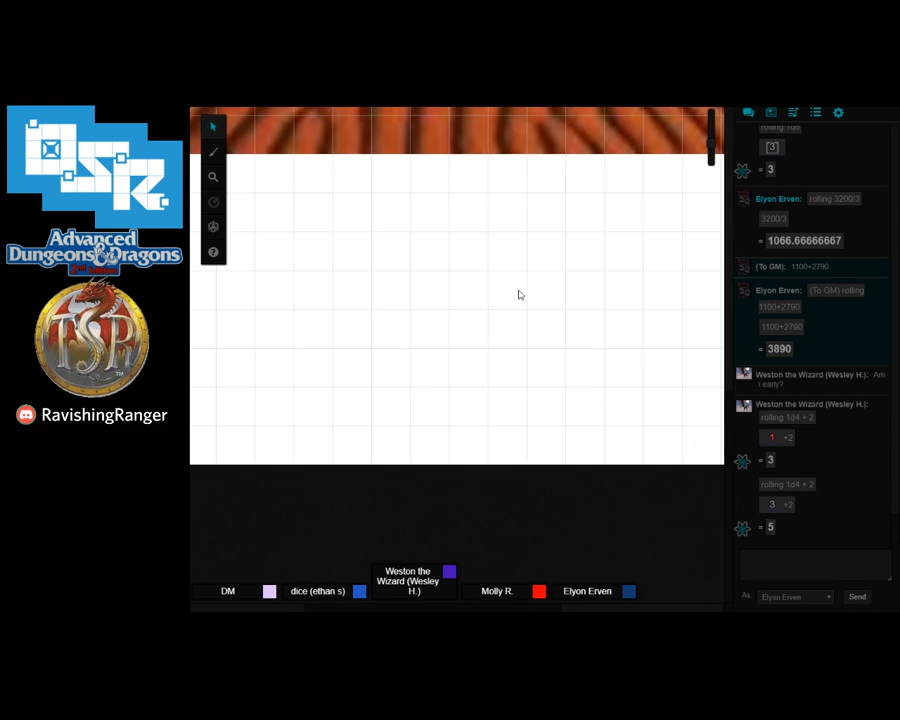 OSR
Advanced
Dungeons & Dragons
2nd Edition
TSR
TM
RavishingRanger
rolling 1d6
[3]
= 3
Elyon Erven: rolling 3200/3
3200/3
= 1066.66666667
(To GM): 1100+2790
Elyon Erven: (To GM) rolling
1100+2790
1100+2790
= 3890
Weston the Wizard (Wesley H.): Am
I early?
Weston the Wizard (Wesley H.):
rolling 1d4 + 2
1 +2
= 3
rolling 1d4 + 2
3 +2
= 5
DM
dice (ethan s)
Weston the
Wizard (Wesley
H.)
Molly R.
Elyon Erven
As: Elyon Erven
Send